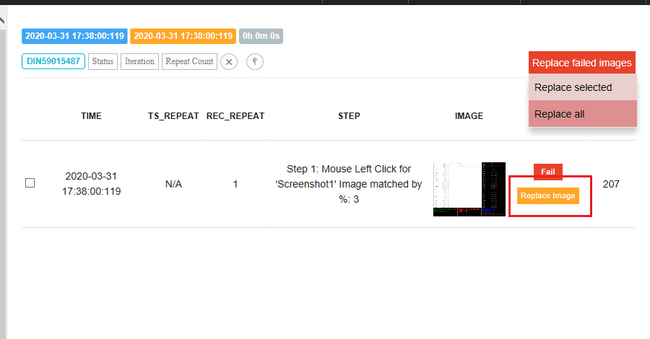 2020-03-31 17:38:00:119 2020-03-31 17:38:00:119 0h 0m 0s
DIN59015487 Status Iteration Repeat Count
Replace failed images
Replace selected
Replace all
TIME TS_REPEAT REC_REPEAT STEP IMAGE
2020-03-31
17:38:00:119
N/A
1
Step 1: Mouse Left Click for
'Screenshot1' Image matched by
%: 3
Fail
Replace Image
207